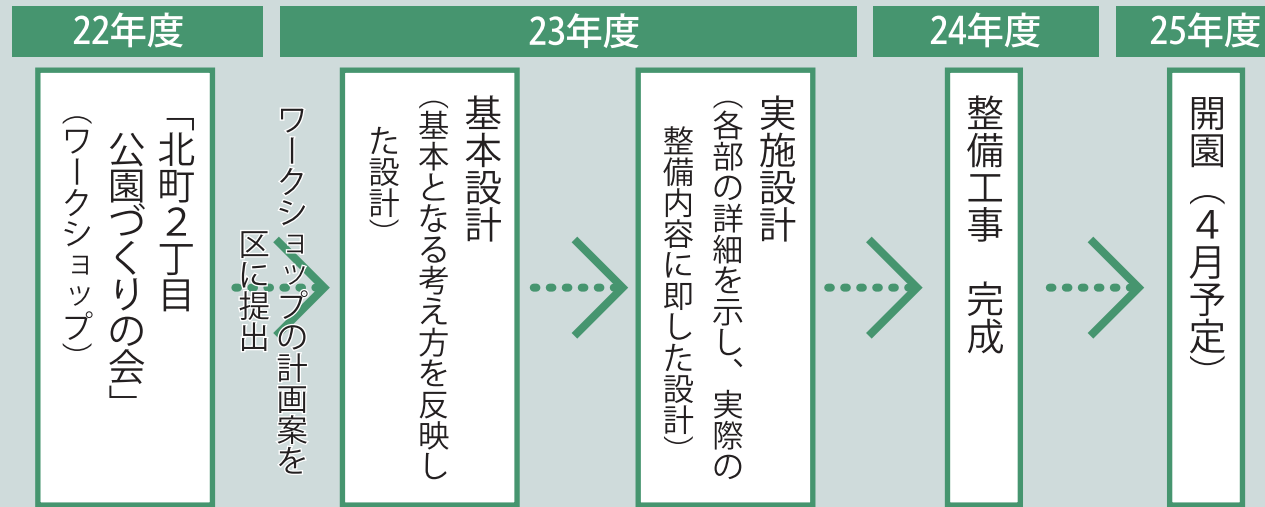 22年度
23年度
24年度
25年度
「北町２丁目
公園づくりの会」
（ワークショップ）
ワークショップの計画案を
区に提出
基本設計
（基本となる考え方を反映し
た設計）
実施設計
（各部の詳細を示し、実際の
整備内容に即した設計）
整備工事　完成
開園（４月予定）